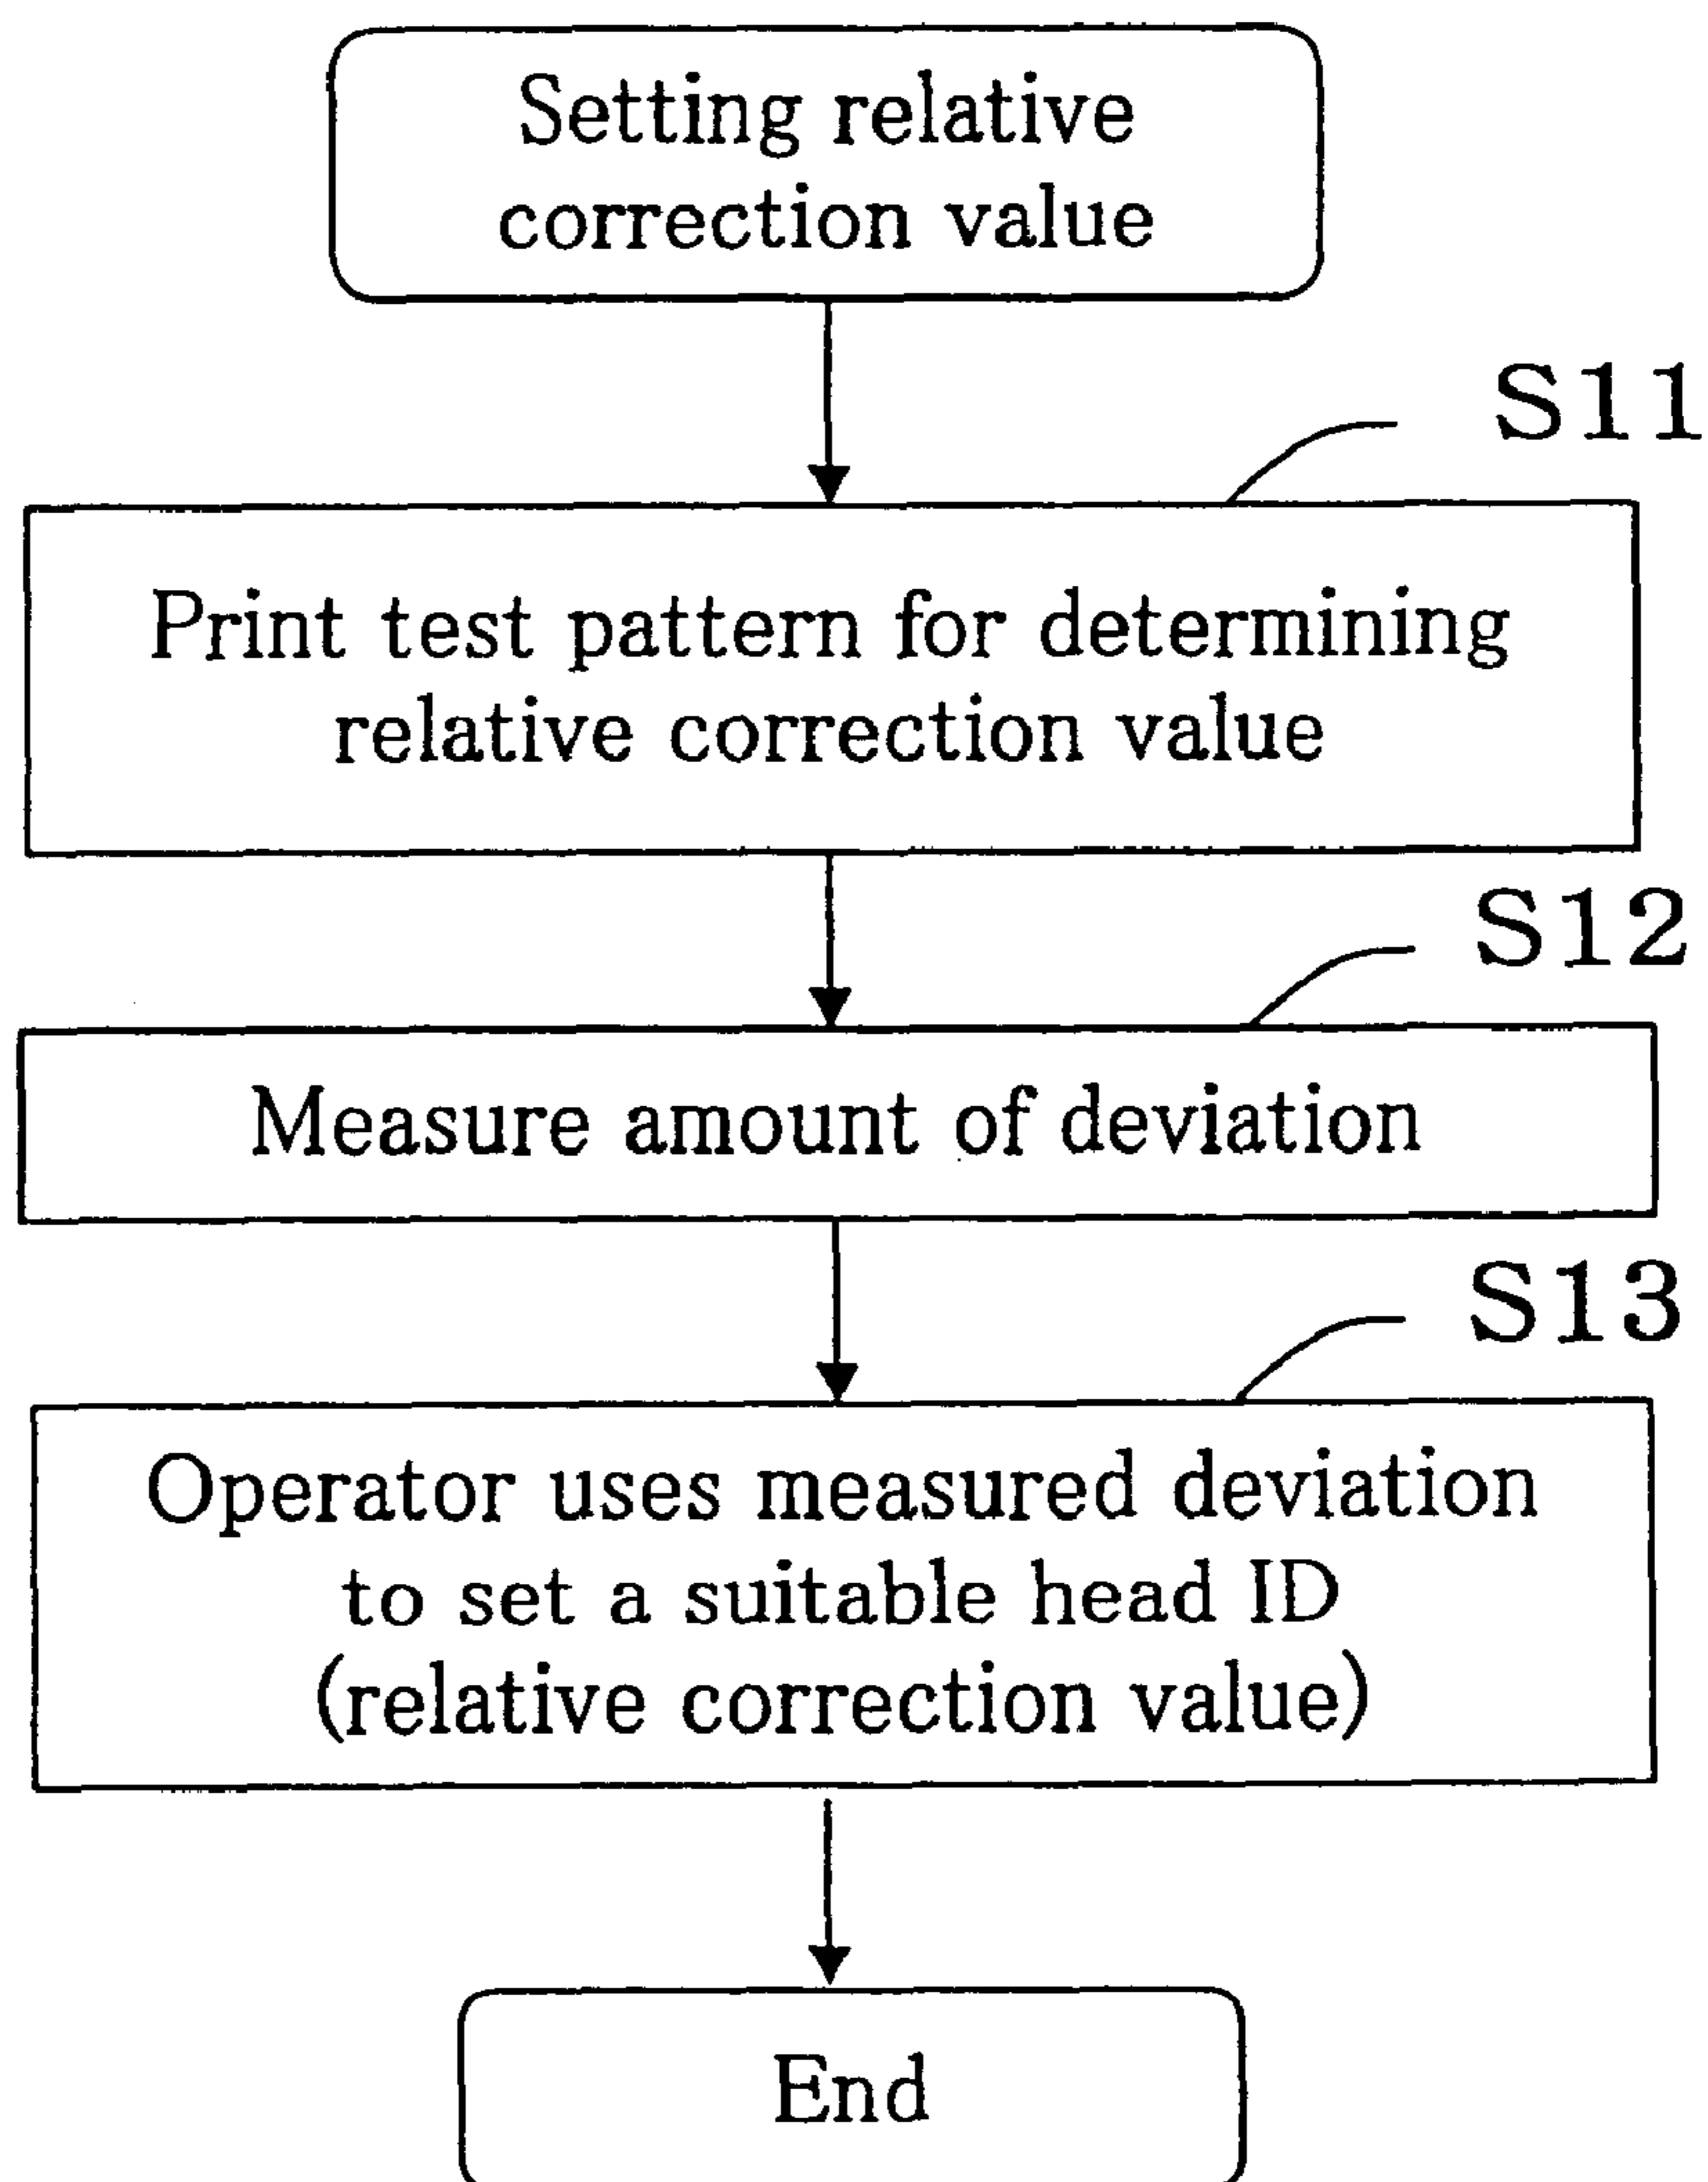 Setting relative
correction value
S11
Print test pattern for determining
relative correction value
S12
Measure amount of deviation
S13
Operator uses measured deviation
to set a suitable head ID
(relative correction value)
End